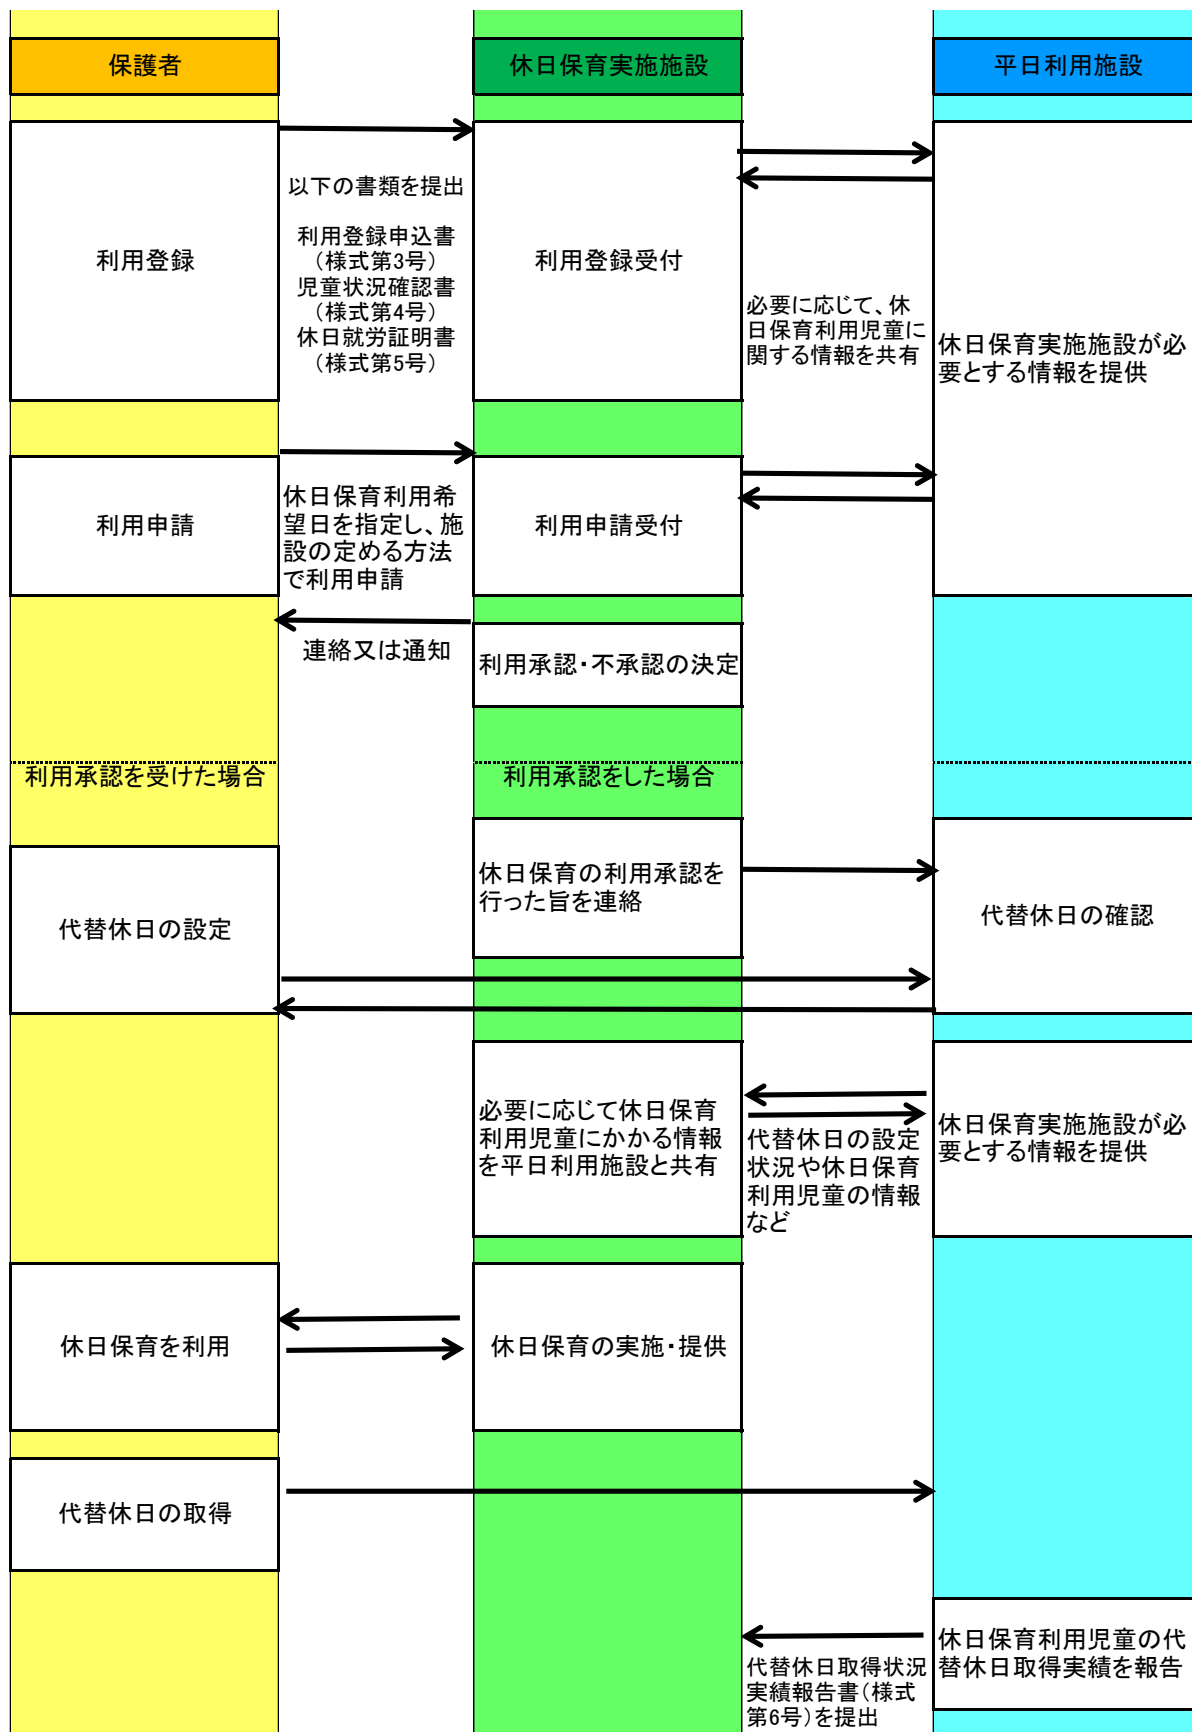 保護者
休日保育実施施設
平日利用施設
利用登録
以下の書類を提出
利用登録申込書
（様式第3号）
児童状況確認書
（様式第4号）
休日就労証明書
（様式第5号）
利用登録受付
必要に応じて、休
日保育利用児童に
関する情報を共有
休日保育実施施設が必
要とする情報を提供
利用申請
休日保育利用希
望日を指定し、施
設の定める方法
で利用申請
利用申請受付
連絡又は通知
利用承認・不承認の決定
利用承認を受けた場合
利用承認をした場合
代替休日の設定
休日保育の利用承認を
行った旨を連絡
代替休日の確認
必要に応じて休日保育
利用児童にかかる情報
を平日利用施設と共有
代替休日の設定
状況や休日保育
利用児童の情報
など
休日保育実施施設が必
要とする情報を提供
休日保育を利用
休日保育の実施・提供
代替休日の取得
代替休日取得状況
実績報告書（様式
第6号）を提出
休日保育利用児童の代
替休日取得実績を報告